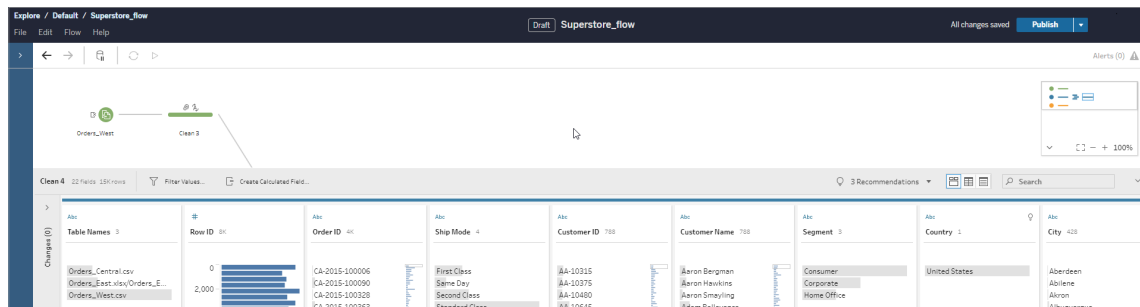 Explore / Default / Superstore_flow
Draft Superstore_flow
All changes saved Publish
File Edit Flow Help
Alerts (0)
Orders_West
Clean 3
100%
Clean 4 22 fields 15K rows Filter Values... Create Calculated Field... 3 Recommendations Search
Changes (0)
Abc # Abc Abc Abc Abc Abc Abc Abc
Table Names 3 Row ID 8K Order ID 4K Ship Mode 4 Customer ID 788 Customer Name 788 Segment 3 Country 1 City 428
Orders_Central.csv 0 CA-2015-100006 First Class AA-10315 Aaron Bergman Consumer United States Aberdeen
Orders_East.xlsx/Orders_E... CA-2015-100090 Same Day AA-10375 Aaron Hawkins Corporate Abilene
Orders_West.csv 2,000 CA-2015-100328 Second Class AA-10480 Aaron Smayling Home Office Akron
CA-2015-100363 Standard Class